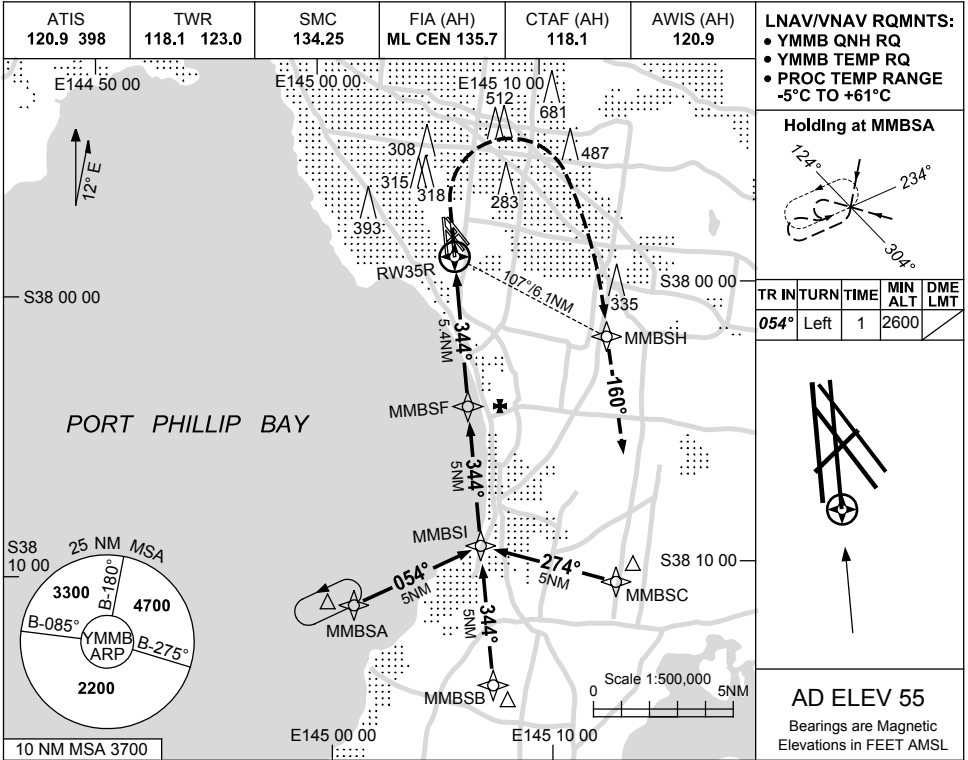 ATIS
120.9 398
TWR
118.1 123.0
SMC
134.25
FIA (AH)
ML CEN 135.7
CTAF (AH)
118.1
AWIS (AH)
120.9
LNAV/VNAV RQMNTS:
• YMMB QNH RQ
• YMMB TEMP RQ
• PROC TEMP RANGE
-5°C TO +61°C
E144 50 00
E145 00 00
E145 10 00
12° E
512
681
308
487
315
318
283
393
RW35R
107°/6.1NM
S38 00 00
S38 00 00
335
MMBSH
344°
5.4NM
160°
MMBSF
PORT PHILLIP BAY
344°
5NM
MMBSI
S38
10 00
S38 10 00
054°
5NM
274°
5NM
MMBSA
MMBSC
344°
5NM
MMBSB
25 NM MSA
3300
B-180°
4700
B-085°
YMMB
ARP
B-275°
2200
10 NM MSA 3700
E145 00 00
E145 10 00
Scale 1:500,000
0
5NM
Holding at MMBSA
124°
234°
304°
TR IN TURN TIME MIN ALT DME LMT
054° Left 1 2600
AD ELEV 55
Bearings are Magnetic
Elevations in FEET AMSL